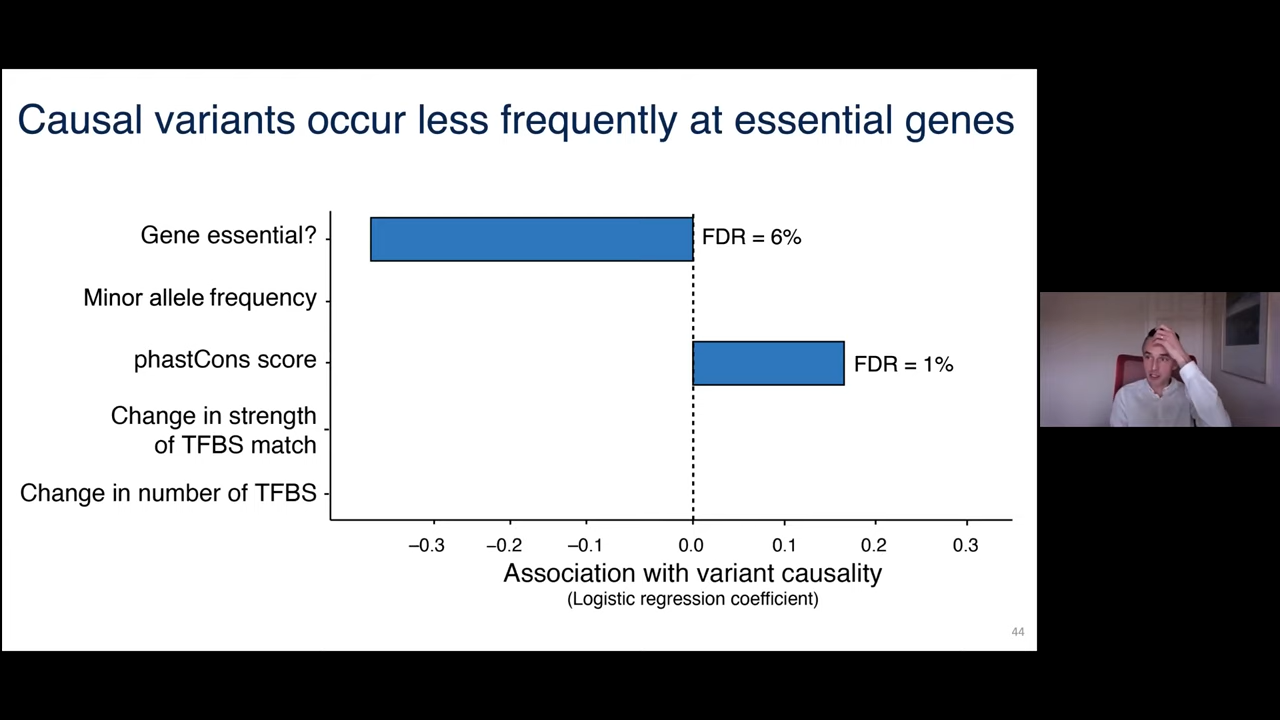 Causal variants occur less frequently at essential genes
Gene essential?
FDR = 6%
Minor allele frequency
phastCons score
FDR = 1%
Change in strength
of TFBS match
Change in number of TFBS
–0.3 –0.2 –0.1 0.0 0.1 0.2 0.3
Association with variant causality
(Logistic regression coefficient)
44